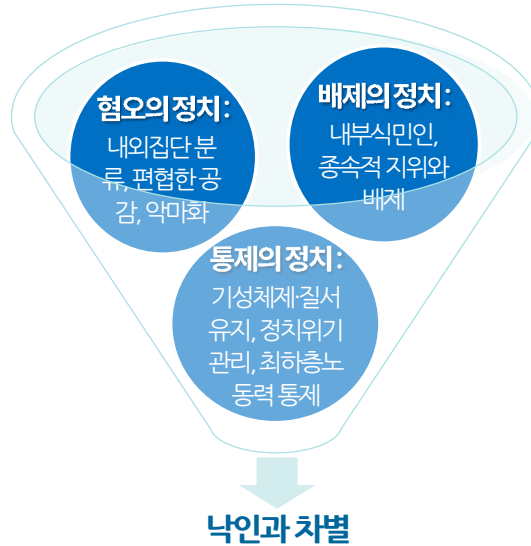 혐오의 정치 :
내외집단 분
류, 편협한 공
감, 악마화
배제의 정치 :
내부식민인,
종속적 지위와
배제
통제의 정치 :
기성체제·질서
유지, 정치위기
관리, 최하층노
동력 통제
낙인과 차별